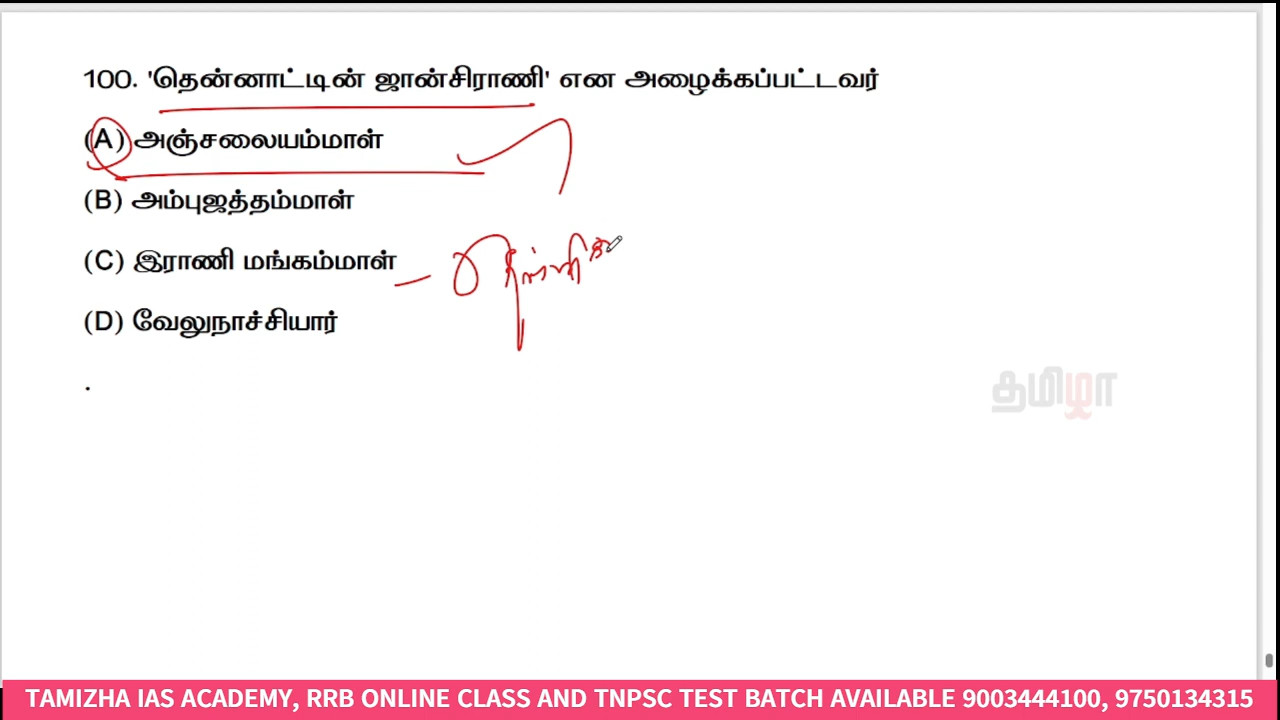 100. 'தென்னாட்டின் ஜான்சிராணி' என அழைக்கப்பட்டவர்
(A) அஞ்சலையம்மாள்
(B) அம்புஜத்தம்மாள்
(C) இராணி மங்கம்மாள் –
(D) வேலுநாச்சியார்
.
தமிழா
TAMIZHA IAS ACADEMY, RRB ONLINE CLASS AND TNPSC TEST BATCH AVAILABLE 9003444100, 9750134315